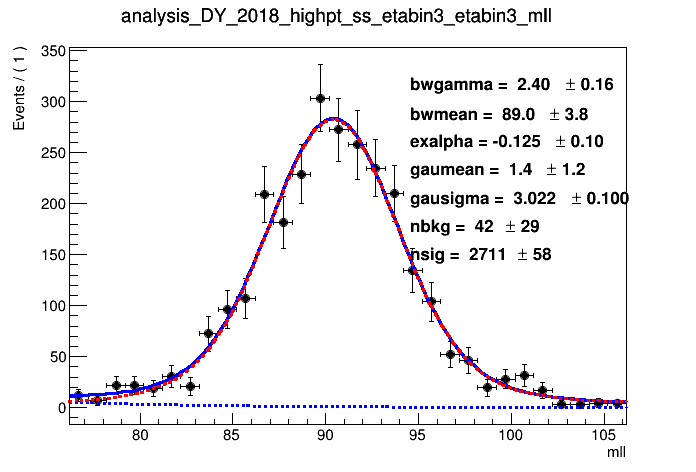 analysis_DY_2018_highpt_ss_etabin3_etabin3_mll
Events / ( 1 )
350
300
250
200
150
100
50
0
bwgamma = 2.40 ± 0.16
bwmean = 89.0 ± 3.8
exalpha = -0.125 ± 0.10
gaumean = 1.4 ± 1.2
gausigma = 3.022 ± 0.100
nbkg = 42 ± 29
nsig = 2711 ± 58
80 85 90 95 100 105
mll